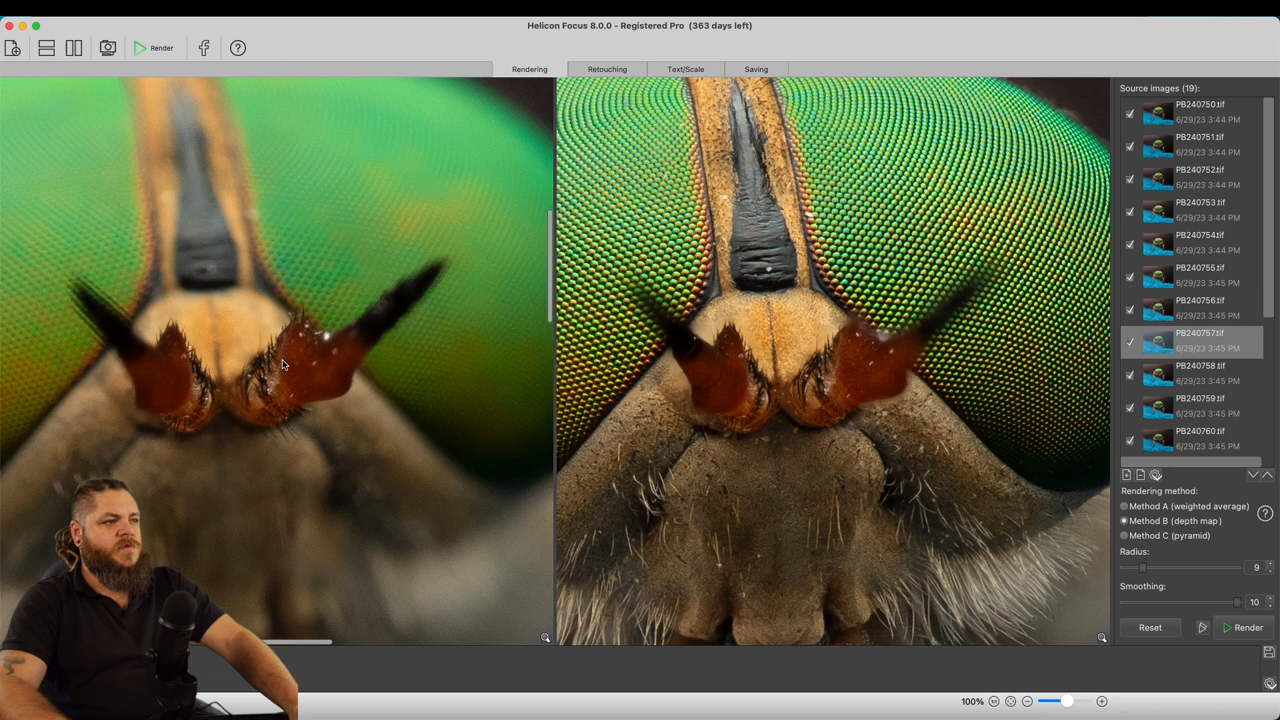 Helicon Focus 8.0.0 - Registered Pro (363 days left)
Render
Rendering
Retouching
Text/Scale
Saving
Source images (19):
PB240750.tif
6/29/23 3:44 PM
PB240751.tif
6/29/23 3:44 PM
PB240752.tif
6/29/23 3:44 PM
PB240753.tif
6/29/23 3:44 PM
PB240754.tif
6/29/23 3:44 PM
PB240755.tif
6/29/23 3:45 PM
PB240756.tif
6/29/23 3:45 PM
PB240757.tif
6/29/23 3:45 PM
PB240758.tif
6/29/23 3:45 PM
PB240759.tif
6/29/23 3:45 PM
PB240760.tif
6/29/23 3:45 PM
Rendering method:
Method A (weighted average)
Method B (depth map)
Method C (pyramid)
Radius:
9
Smoothing:
10
Reset
Render
100%